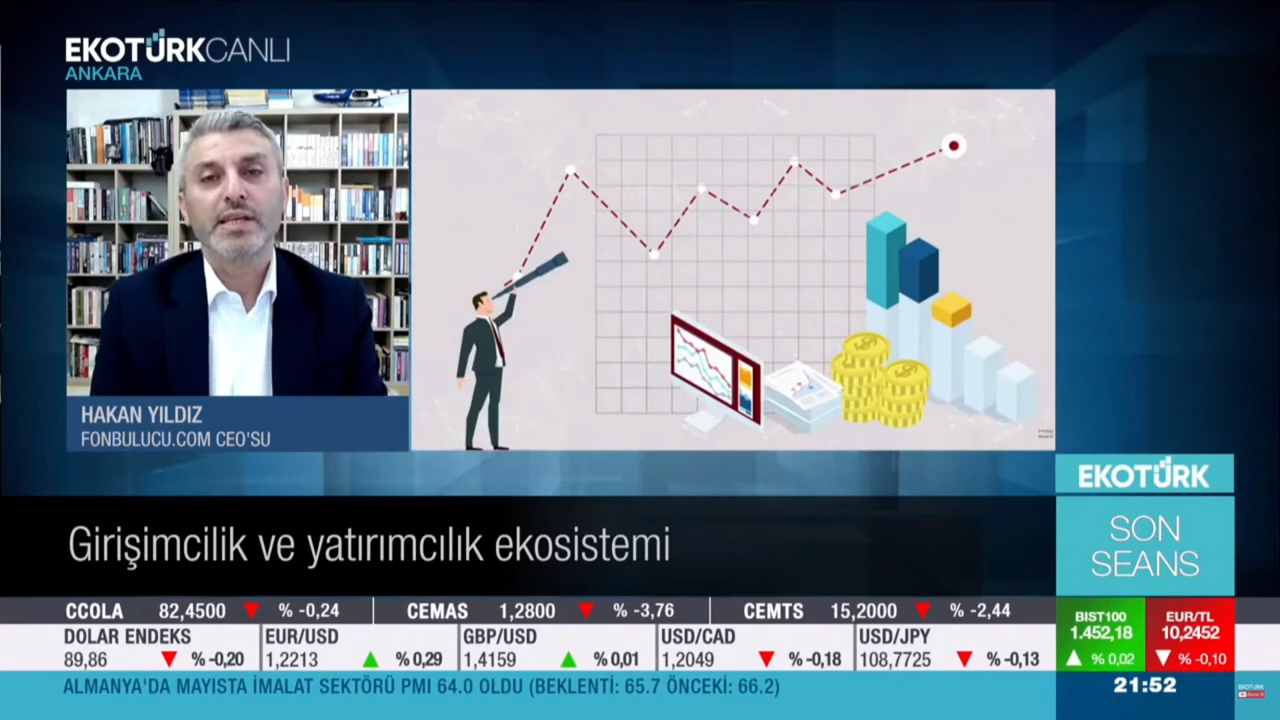 EKOTÜRK CANLI
ANKARA
HAKAN YILDIZ
FONBULUCU.COM CEO'SU
EKOTÜRK
Girişimcilik ve yatırımcılık ekosistemi
SON
SEANS
CCOLA 82,4500 % -0,24 CEMAS 1,2800 % -3,76 CEMTS 15,2000 % -2,44
BIST100
1.452,18
% 0,02
EUR/TL
10,2452
% -0,10
DOLAR ENDEKS EUR/USD GBP/USD USD/CAD USD/JPY
89,86 % -0,20 1,2213 % 0,29 1,4159 % 0,01 1,2049 % -0,18 108,7725 % -0,13
ALMANYA'DA MAYISTA İMALAT SEKTÖRÜ PMI 64.0 OLDU (BEKLENTİ: 65.7 ÖNCEKİ: 66.2)
21:52
EKOTÜRK